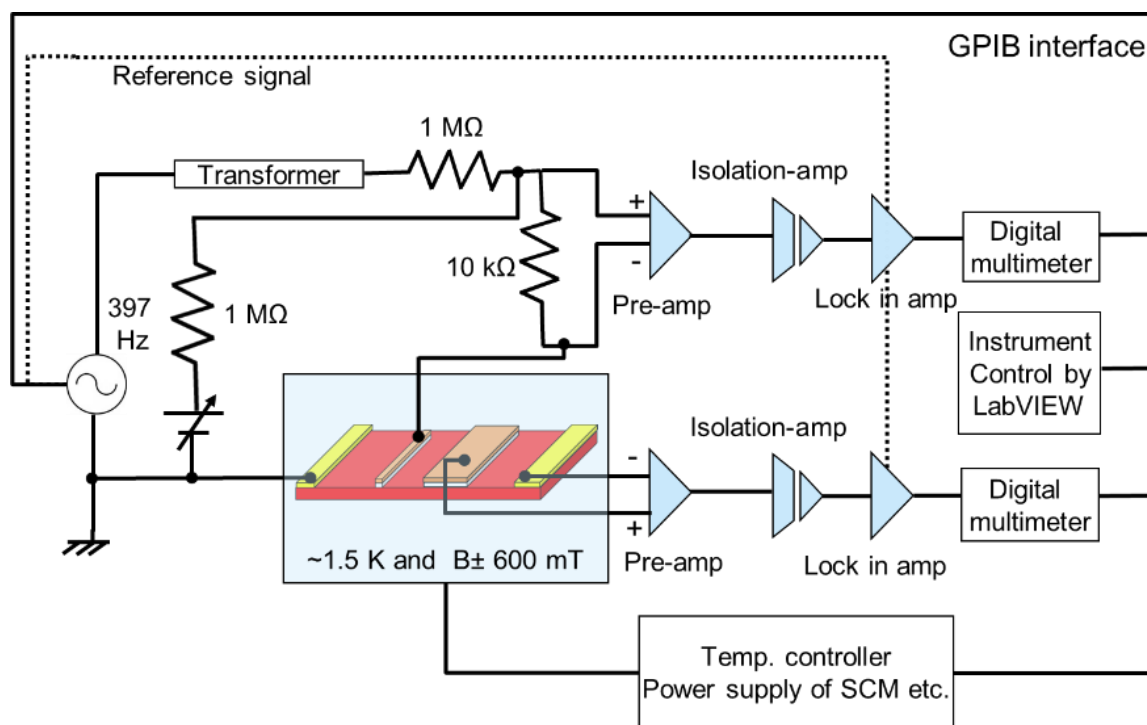 GPIB interface
Reference signal
1 MΩ
Transformer
Isolation-amp
+
-
10 kΩ
Pre-amp
Lock in amp
Digital
multimeter
397
Hz
1 MΩ
Instrument
Control by
LabVIEW
Isolation-amp
-
+
Pre-amp
Lock in amp
Digital
multimeter
~1.5 K and B± 600 mT
Temp. controller
Power supply of SCM etc.